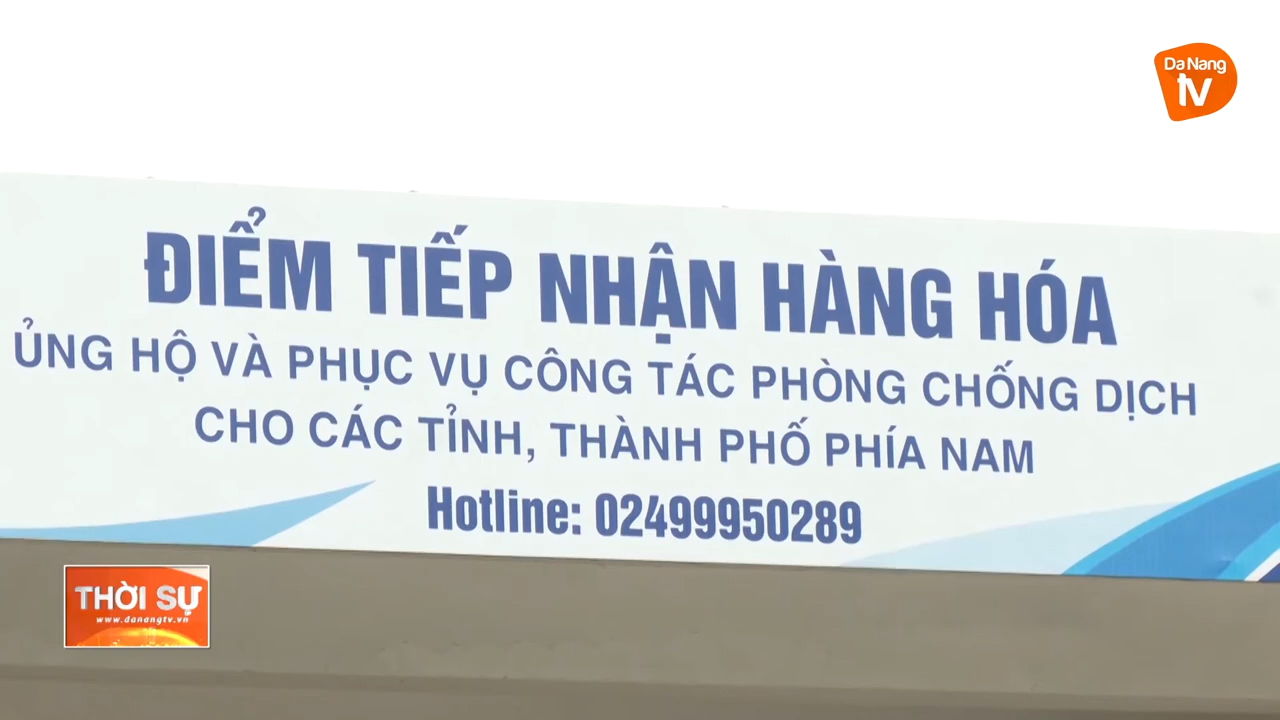 Da Nang
tv
ĐIỂM TIẾP NHẬN HÀNG HÓA
ỦNG HỘ VÀ PHỤC VỤ CÔNG TÁC PHÒNG CHỐNG DỊCH
CHO CÁC TỈNH, THÀNH PHỐ PHÍA NAM
Hotline: 02499950289
THỜI SỰ
www.danangtv.vn